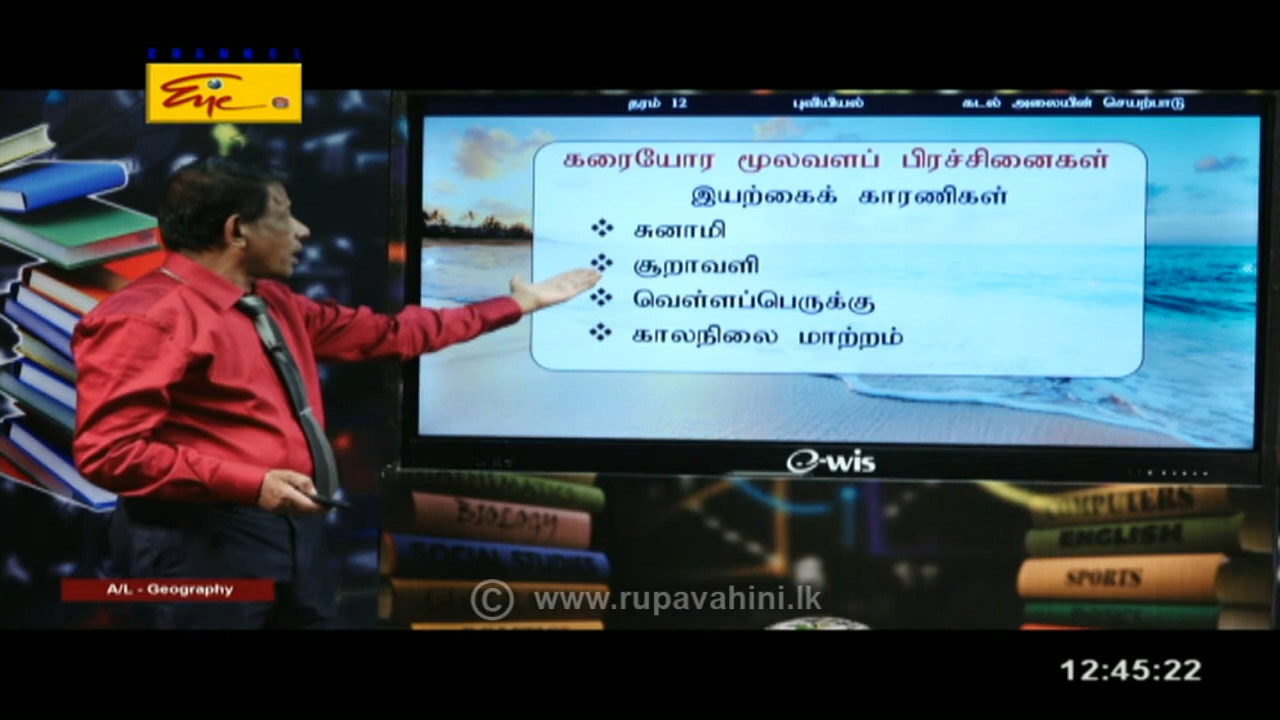 CHANNEL
Eye
தரம் 12 புவியியல் கடல் அலையின் செயற்பாடு
கரையோர மூலவளப் பிரச்சினைகள்
இயற்கைக் காரணிகள்
சுனாமி
சூறாவளி
வெள்ளப்பெருக்கு
காலநிலை மாற்றம்
e-wis
BIOLOGY
SOCIAL STUDIES
COMPUTERS
ENGLISH
SPORTS
A/L - Geography
© www.rupavahini.lk
12:45:22